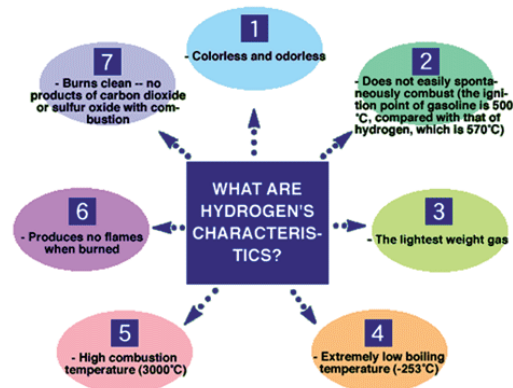 1
- Colorless and odorless
2
- Does not easily sponta-
neously combust (the igni-
tion point of gasoline is 500
°C, compared with that of
hydrogen, which is 570°C)
3
- The lightest weight gas
4
- Extremely low boiling
temperature (-253°C)
5
- High combustion
temperature (3000°C)
6
- Produces no flames
when burned
7
- Burns clean -- no
products of carbon dioxide
or sulfur oxide with com-
bustion
WHAT ARE
HYDROGEN'S
CHARACTERIS-
TICS?